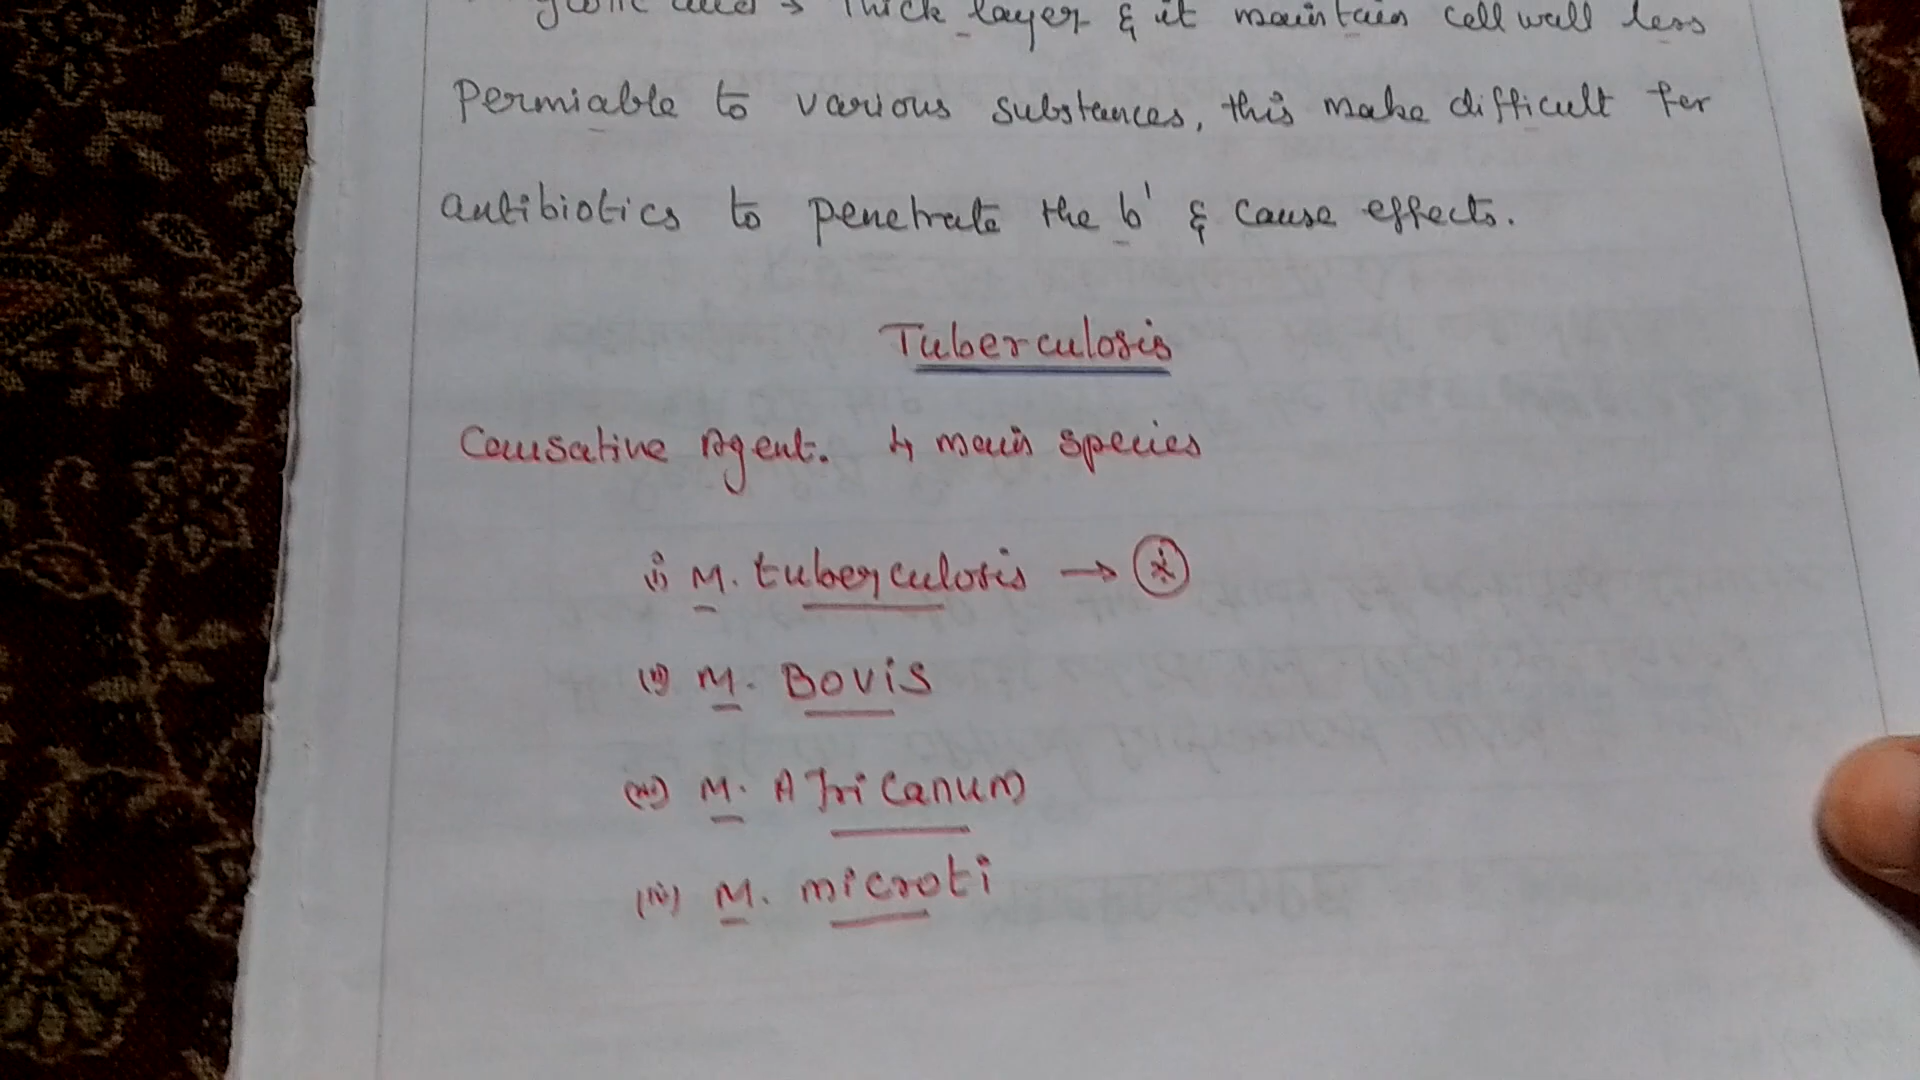 acid → Thick layer & it maintain cell wall less
Permiable to various substances, this make difficult for
antibiotics to penetrate the b' & cause effects.
Tuberculosis
Causative Agent. 4 main species
(i) M. tuberculosis → *
(ii) M. Bovis
(iii) M. Africanum
(iv) M. microti